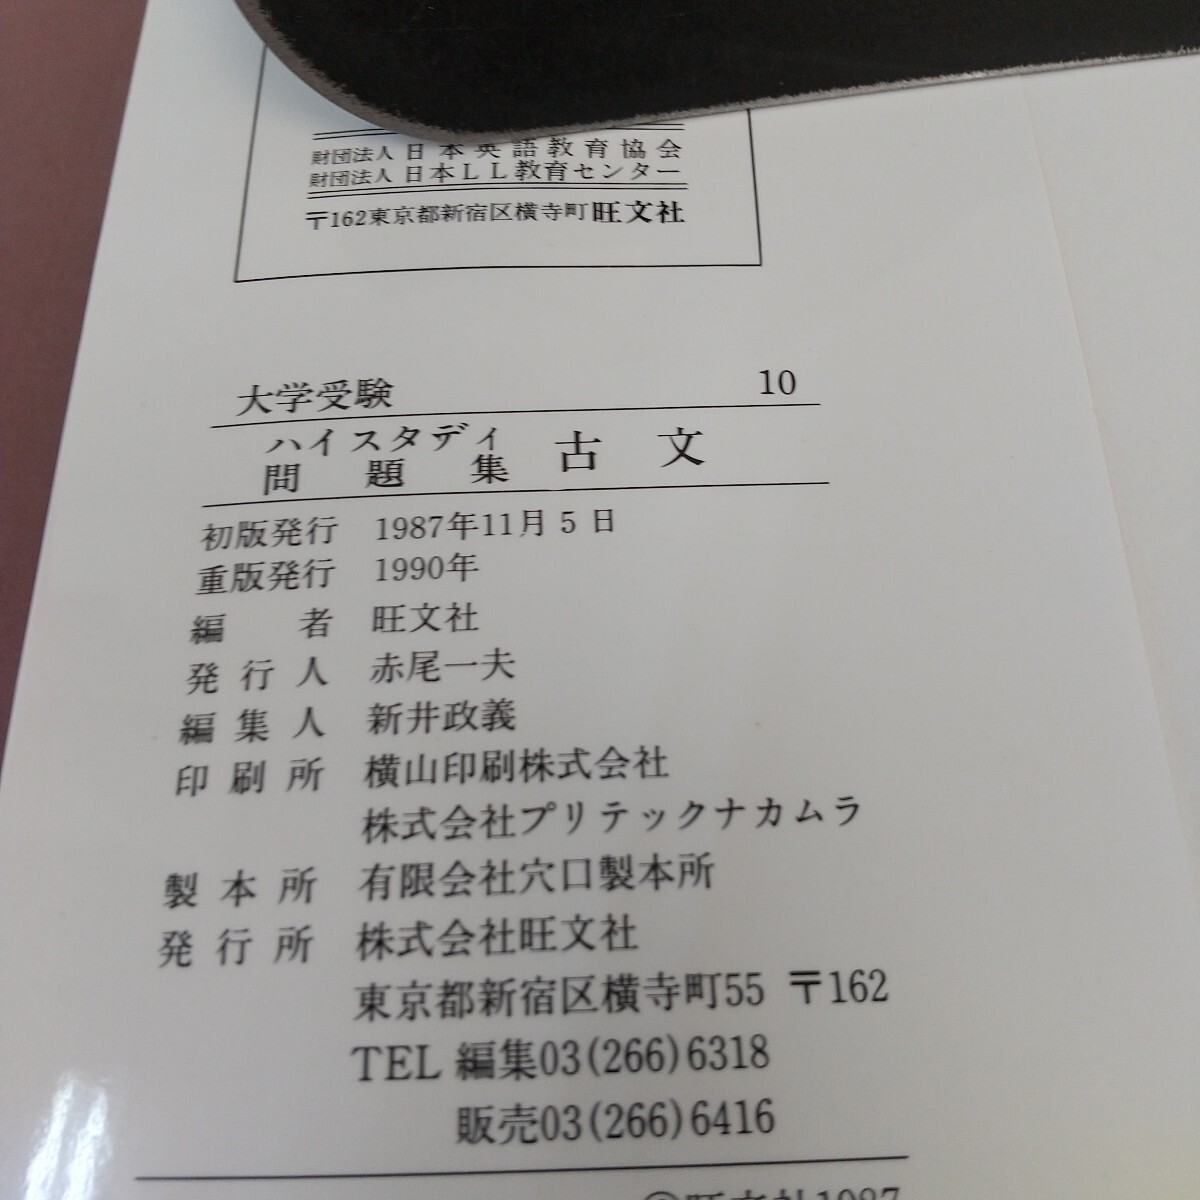 財団法人 日本英語教育協会
財団法人 日本LL教育センター
〒162東京都新宿区横寺町 旺文社
大学受験 10
ハイスタディ
問題集 古文
初版発行 1987年11月5日
重版発行 1990年
編者 旺文社
発行人 赤尾一夫
編集人 新井政義
印刷所 横山印刷株式会社
株式会社プリテックナカムラ
製本所 有限会社穴口製本所
発行所 株式会社旺文社
東京都新宿区横寺町55 〒162
TEL 編集03(266)6318
販売03(266)6416
©旺文社1987